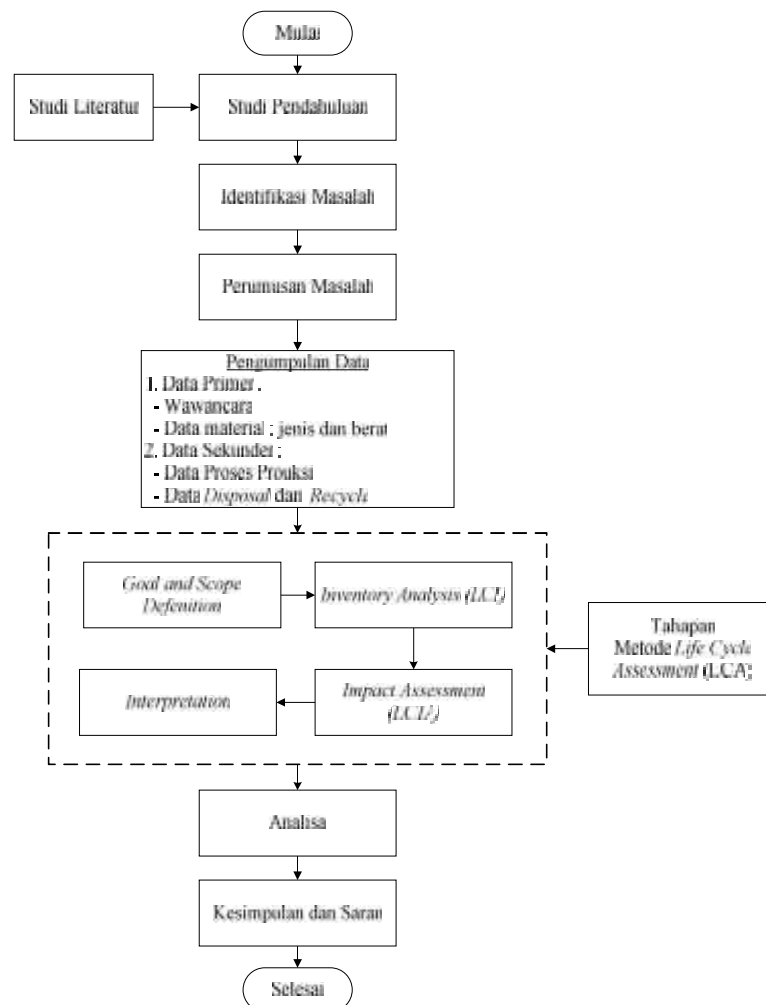 Mulai
Studi Literatur
Studi Pendahuluan
Identifikasi Masalah
Perumusan Masalah
Pengumpulan Data
1. Data Primer :
- Wawancara
- Data material : jenis dan berat
2. Data Sekunder :
- Data Proses Prouksi
- Data Disposal dan Recycle
Goal and Scope
Defenition
Inventory Analysis (LCI)
Tahapan
Metode Life Cycle
Assessment (LCA)
Interpretation
Impact Assessment
Analisa
Kesimpulan dan Saran
Selesai